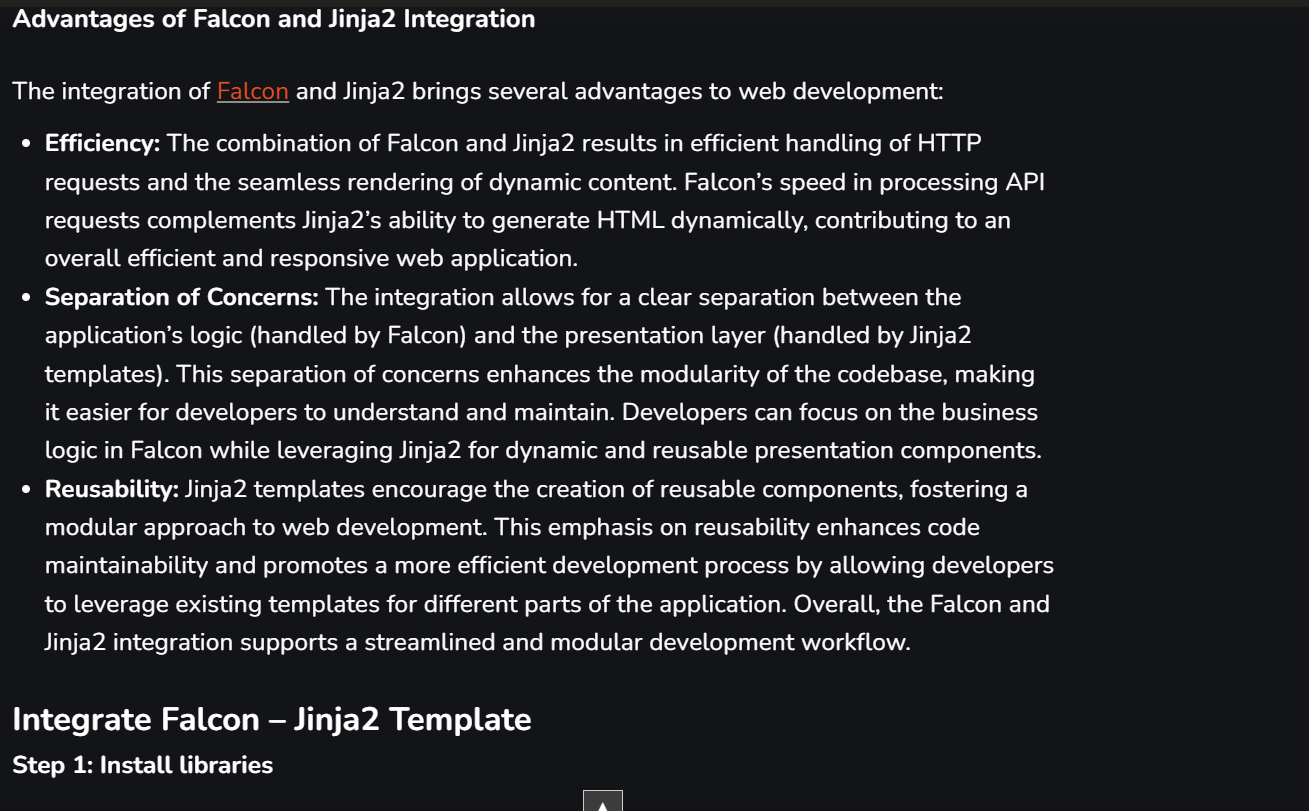 Advantages of Falcon and Jinja2 Integration
The integration of Falcon and Jinja2 brings several advantages to web development:
• Efficiency: The combination of Falcon and Jinja2 results in efficient handling of HTTP
requests and the seamless rendering of dynamic content. Falcon’s speed in processing API
requests complements Jinja2’s ability to generate HTML dynamically, contributing to an
overall efficient and responsive web application.
• Separation of Concerns: The integration allows for a clear separation between the
application’s logic (handled by Falcon) and the presentation layer (handled by Jinja2
templates). This separation of concerns enhances the modularity of the codebase, making
it easier for developers to understand and maintain. Developers can focus on the business
logic in Falcon while leveraging Jinja2 for dynamic and reusable presentation components.
• Reusability: Jinja2 templates encourage the creation of reusable components, fostering a
modular approach to web development. This emphasis on reusability enhances code
maintainability and promotes a more efficient development process by allowing developers
to leverage existing templates for different parts of the application. Overall, the Falcon and
Jinja2 integration supports a streamlined and modular development workflow.
Integrate Falcon – Jinja2 Template
Step 1: Install libraries